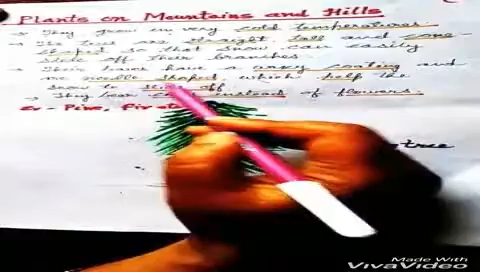 Plants on Mountains and Hills
→ They grow in very cold temperatures.
→ The trees are straight tall and cone
shaped so that snow can easily
slide off their branches.
→ Their leaves have a waxy coating and
are needle shaped which help the
snow to slide off
→ They bear instead of flowers.
Ex - Pine, Fir
tree
Made With
VivaVideo